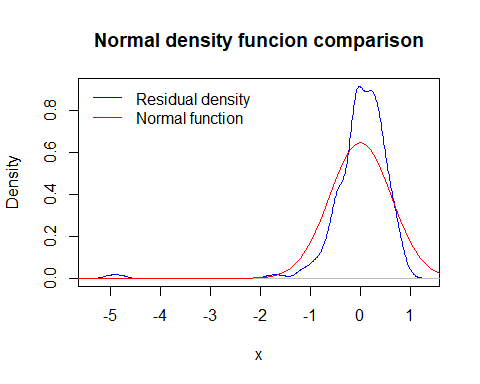 Normal density funcion comparison
Residual density
Normal function
Density
0.0 0.2 0.4 0.6 0.8
-5 -4 -3 -2 -1 0 1
x